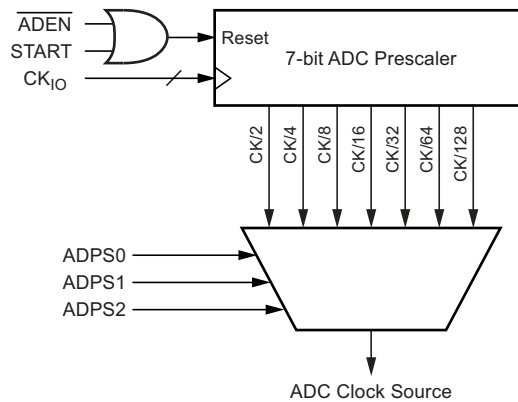 ADEN
START
CKIO
Reset
7-bit ADC Prescaler
CK/2
CK/4
CK/8
CK/16
CK/32
CK/64
CK/128
ADPS0
ADPS1
ADPS2
ADC Clock Source